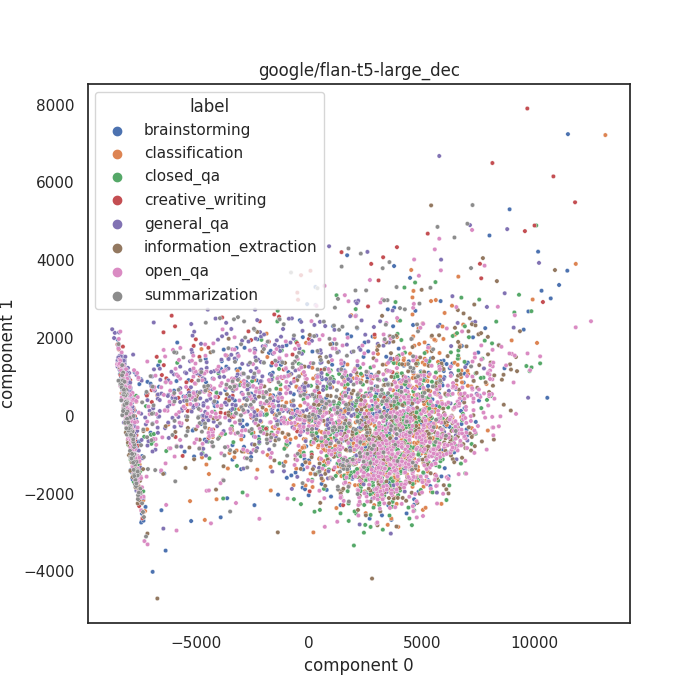 google/flan-t5-large_dec
label
brainstorming
classification
closed_qa
creative_writing
general_qa
information_extraction
open_qa
summarization
8000
6000
4000
2000
0
−2000
−4000
component 1
−5000
0
5000
10000
component 0